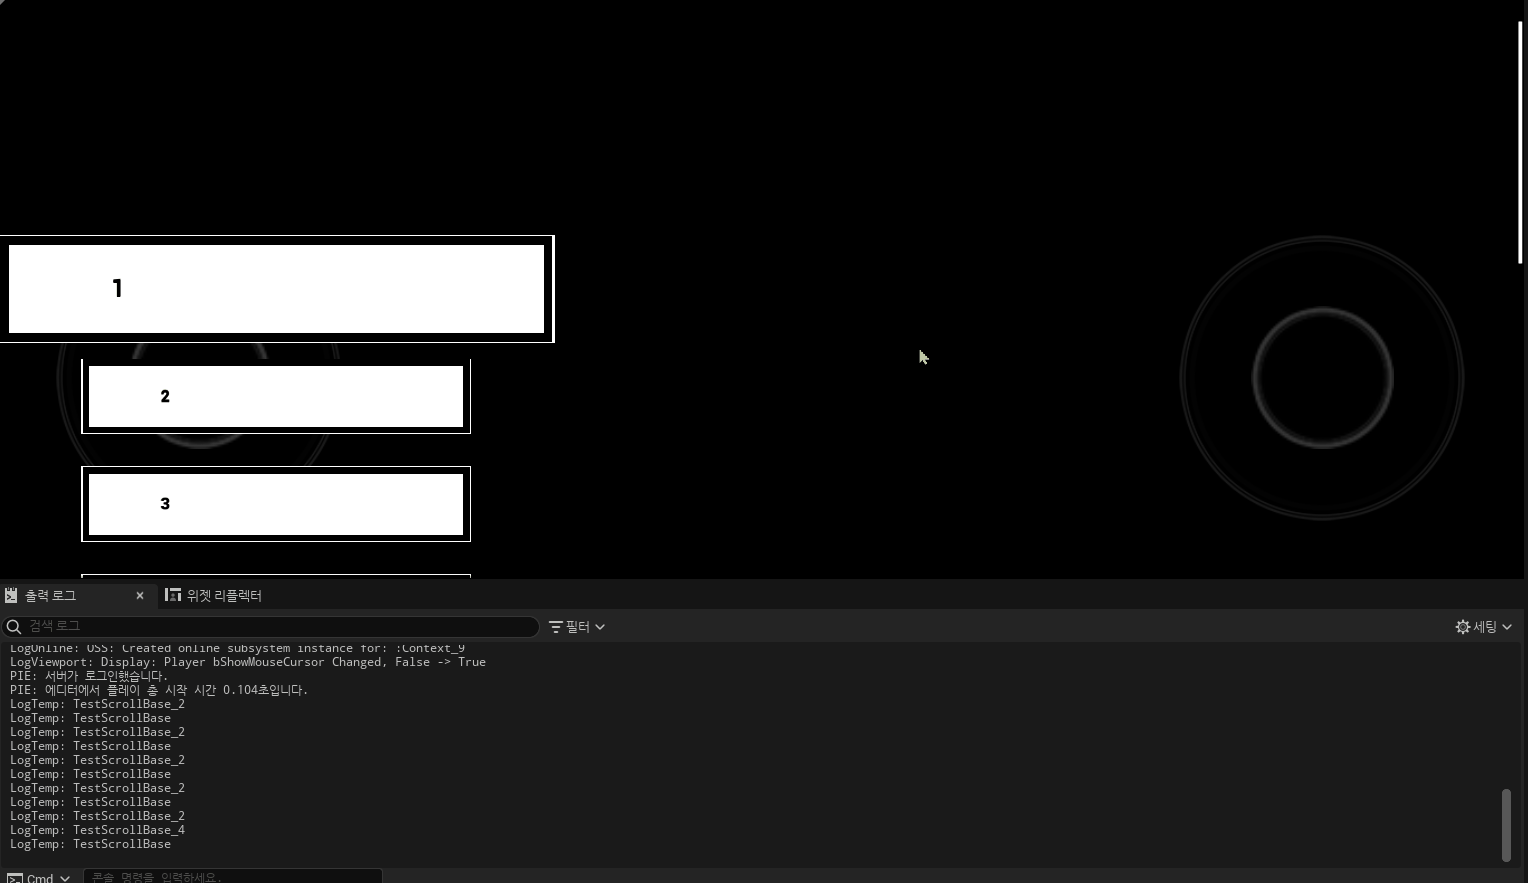 1
2
3
출력 로그
위젯 리플렉터
검색 로그
필터
세팅
LogOnline: OSS: Created online subsystem instance for: :Context_9
LogViewport: Display: Player bShowMouseCursor Changed, False -> True
PIE: 서버가 로그인했습니다.
PIE: 에디터에서 플레이 총 시작 시간 0.104초입니다.
LogTemp: TestScrollBase_2
LogTemp: TestScrollBase
LogTemp: TestScrollBase_2
LogTemp: TestScrollBase
LogTemp: TestScrollBase_2
LogTemp: TestScrollBase
LogTemp: TestScrollBase_2
LogTemp: TestScrollBase
LogTemp: TestScrollBase_2
LogTemp: TestScrollBase_4
LogTemp: TestScrollBase
Cmd
콘솔 명령을 입력하세요.